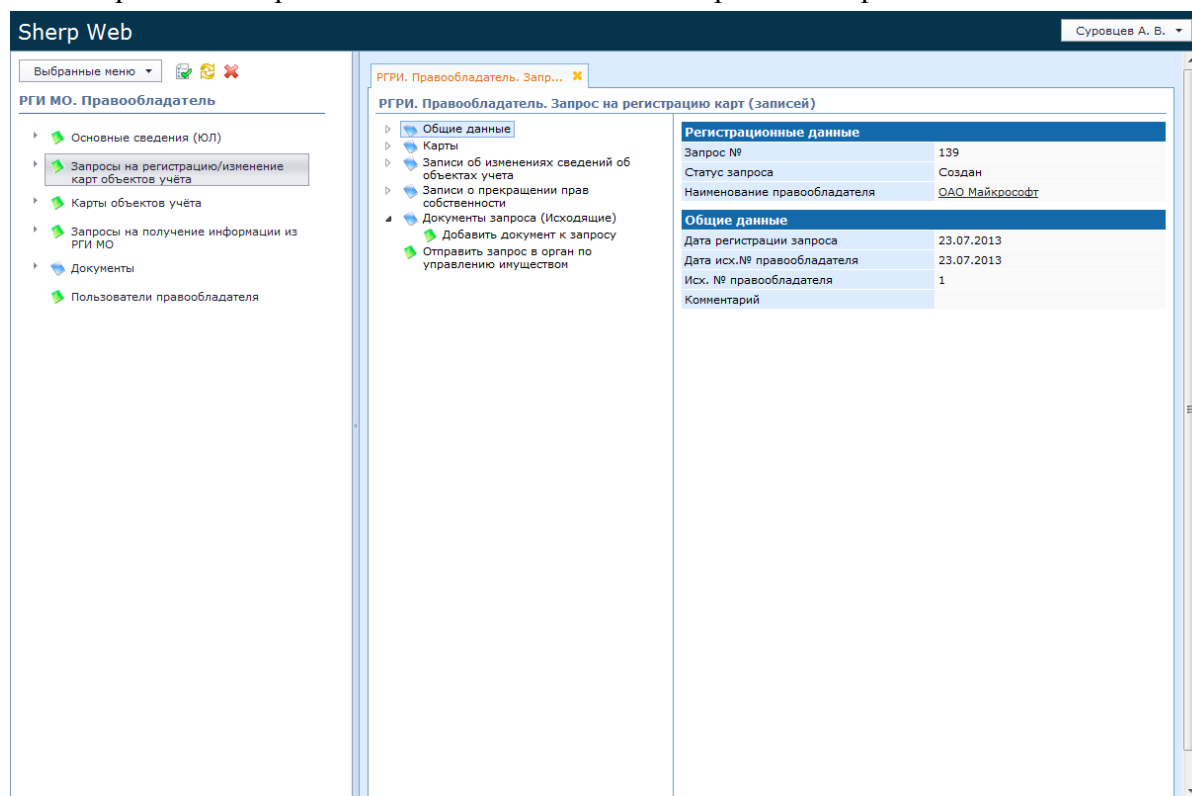 Sherp Web
Суровцев А. В.
Выбранные меню
РГИ МО. Правообладатель
Основные сведения (ЮЛ)
Запросы на регистрацию/изменение
карт объектов учёта
Карты объектов учёта
Запросы на получение информации из
РГИ МО
Документы
Пользователи правообладателя
РГРИ. Правообладатель. Запр...
РГРИ. Правообладатель. Запрос на регистрацию карт (записей)
Общие данные
Карты
Записи об изменениях сведений об
объектах учета
Записи о прекращении прав
собственности
Документы запроса (Исходящие)
Добавить документ к запросу
Отправить запрос в орган по
управлению имуществом
Регистрационные данные
Запрос № 139
Статус запроса Создан
Наименование правообладателя ОАО Майкрософт
Общие данные
Дата регистрации запроса 23.07.2013
Дата исх.№ правообладателя 23.07.2013
Исх. № правообладателя 1
Комментарий